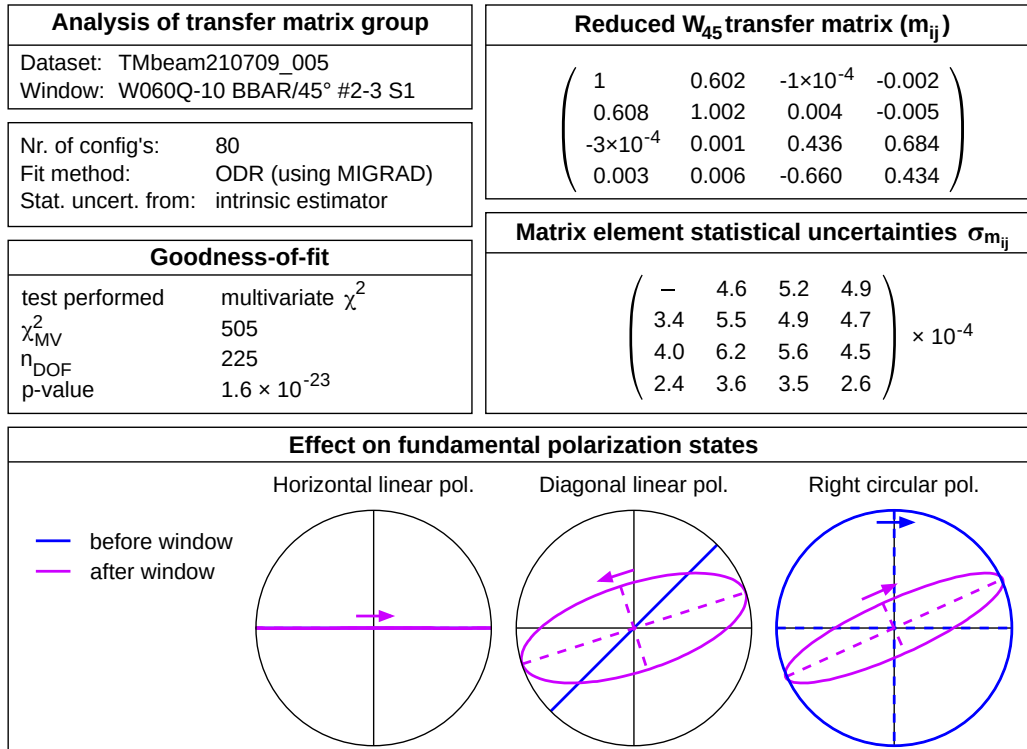 Analysis of transfer matrix group
Dataset: TMbeam210709_005
Window: W060Q-10 BBAR/45° #2-3 S1
Nr. of config's: 80
Fit method: ODR (using MIGRAD)
Stat. uncert. from: intrinsic estimator
Goodness-of-fit
test performed multivariate χ²
χ²MV 505
nDOF 225
p-value 1.6 × 10⁻²³
Reduced W₄₅ transfer matrix (mij)
1 0.602 -1×10⁻⁴ -0.002
0.608 1.002 0.004 -0.005
-3×10⁻⁴ 0.001 0.436 0.684
0.003 0.006 -0.660 0.434
Matrix element statistical uncertainties σmij
– 4.6 5.2 4.9
3.4 5.5 4.9 4.7
4.0 6.2 5.6 4.5
2.4 3.6 3.5 2.6
× 10⁻⁴
Effect on fundamental polarization states
Horizontal linear pol. Diagonal linear pol. Right circular pol.
before window
after window